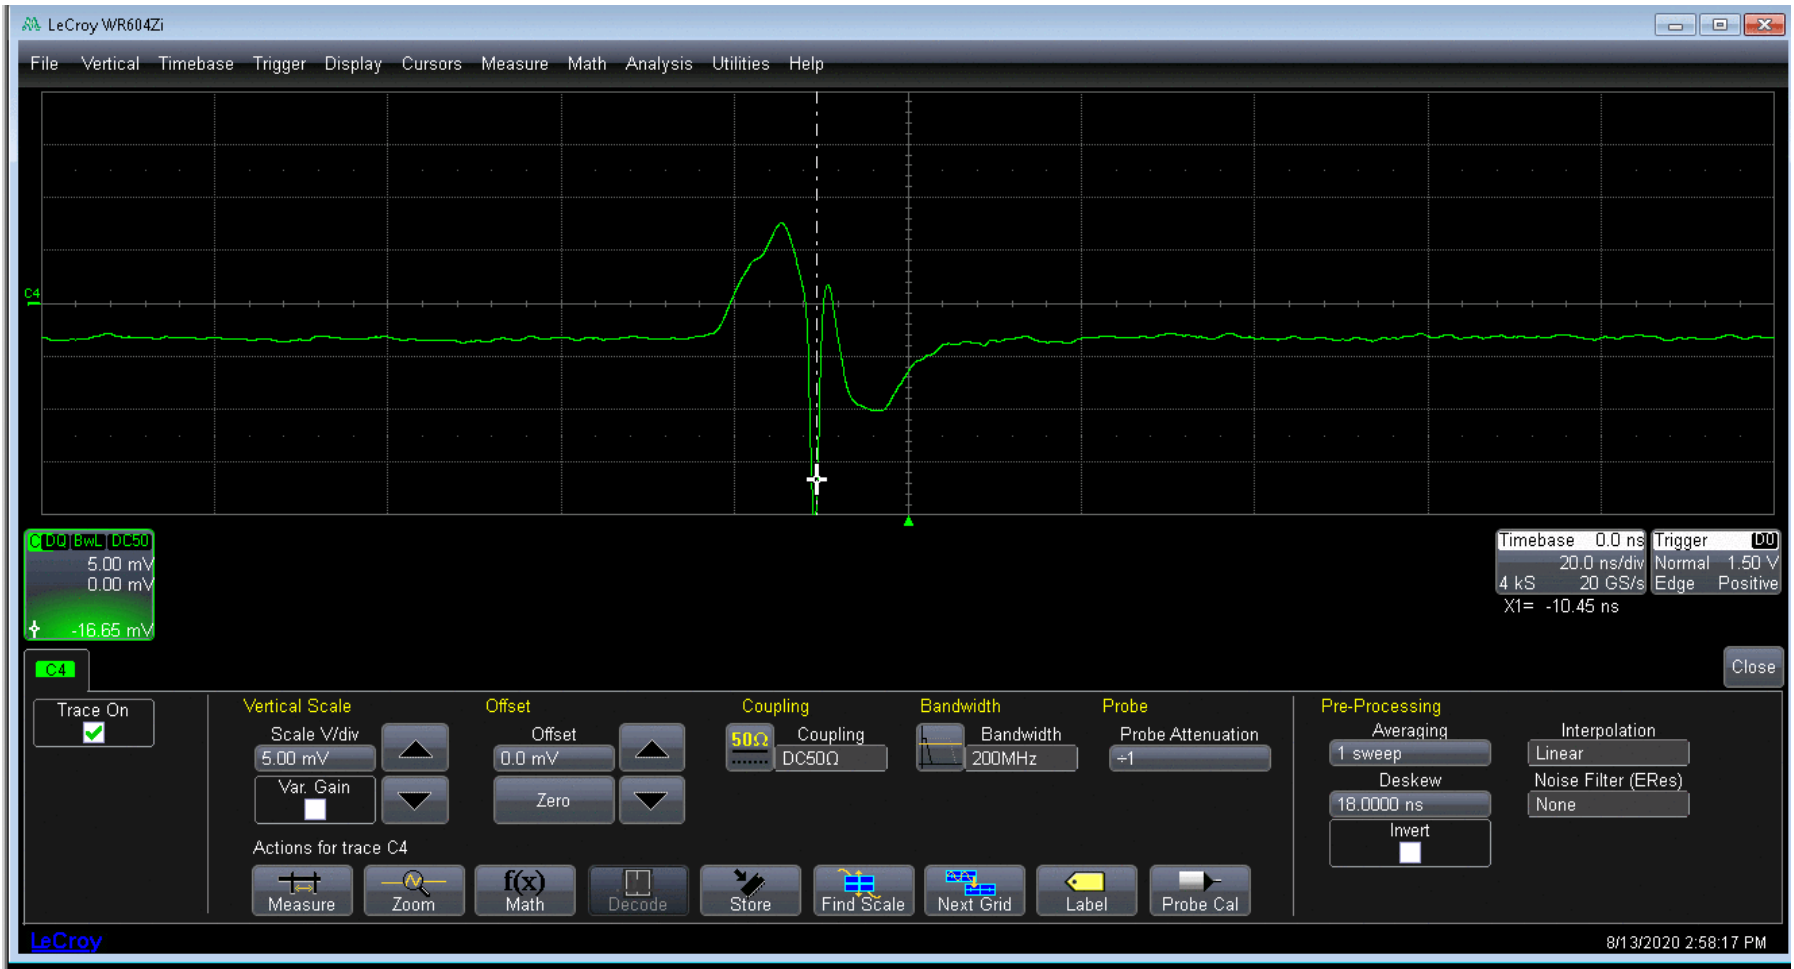 LeCroy WR604Zi
File Vertical Timebase Trigger Display Cursors Measure Math Analysis Utilities Help
C4
C DQ BwL DC50
5.00 mV
0.00 mV
-16.65 mV
Timebase 0.0 ns
20.0 ns/div
4 kS 20 GS/s
Trigger D0
Normal 1.50 V
Edge Positive
X1= -10.45 ns
C4
Close
Trace On
Vertical Scale
Scale V/div
5.00 mV
Var. Gain
Offset
Offset
0.0 mV
Zero
Coupling
50Ω
Coupling
DC50Ω
Bandwidth
Bandwidth
200MHz
Probe
Probe Attenuation
÷1
Pre-Processing
Averaging
1 sweep
Deskew
18.0000 ns
Invert
Interpolation
Linear
Noise Filter (ERes)
None
Actions for trace C4
Measure
Zoom
f(x)
Math
Decode
Store
Find Scale
Next Grid
Label
Probe Cal
LeCroy
8/13/2020 2:58:17 PM